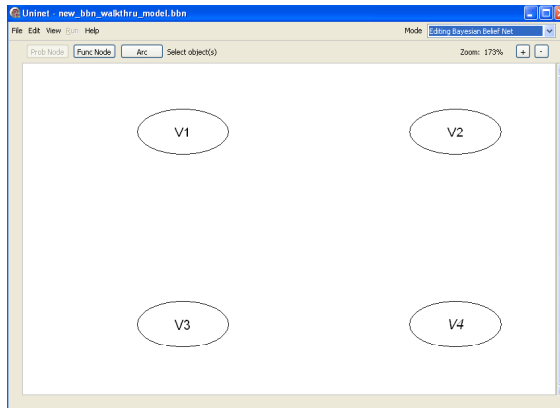 Uninet - new_bbn_walkthru_model.bbn
File Edit View Run Help
Mode Editing Bayesian Belief Net
Prob Node Func Node Arc Select object(s) Zoom: 173% + -
V1 V2
V3 V4